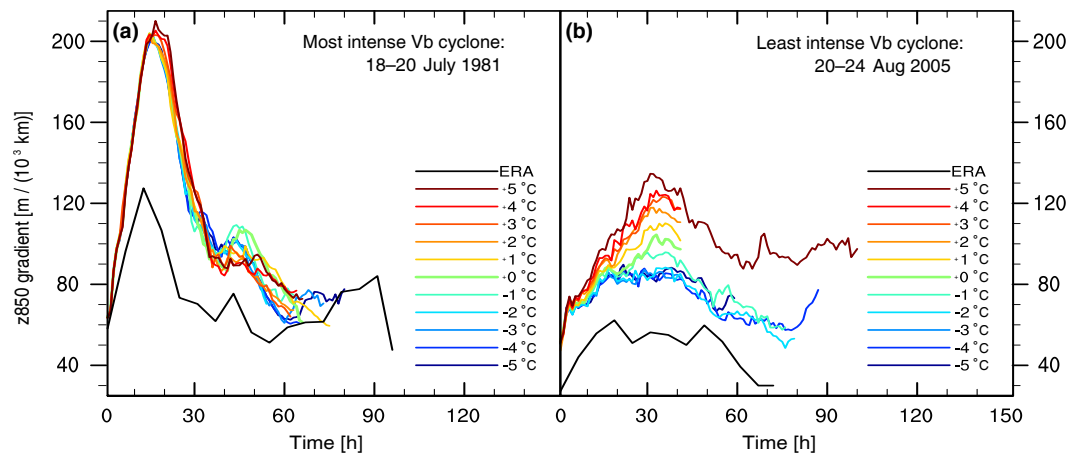 (a)
Most intense Vb cyclone:
18–20 July 1981
z850 gradient [m / (10³ km)]
200
160
120
80
40
ERA
+5 °C
+4 °C
+3 °C
+2 °C
+1 °C
+0 °C
-1 °C
-2 °C
-3 °C
-4 °C
-5 °C
0 30 60 90 120
Time [h]
(b)
Least intense Vb cyclone:
20–24 Aug 2005
200
160
120
80
40
ERA
+5 °C
+4 °C
+3 °C
+2 °C
+1 °C
+0 °C
-1 °C
-2 °C
-3 °C
-4 °C
-5 °C
0 30 60 90 120 150
Time [h]